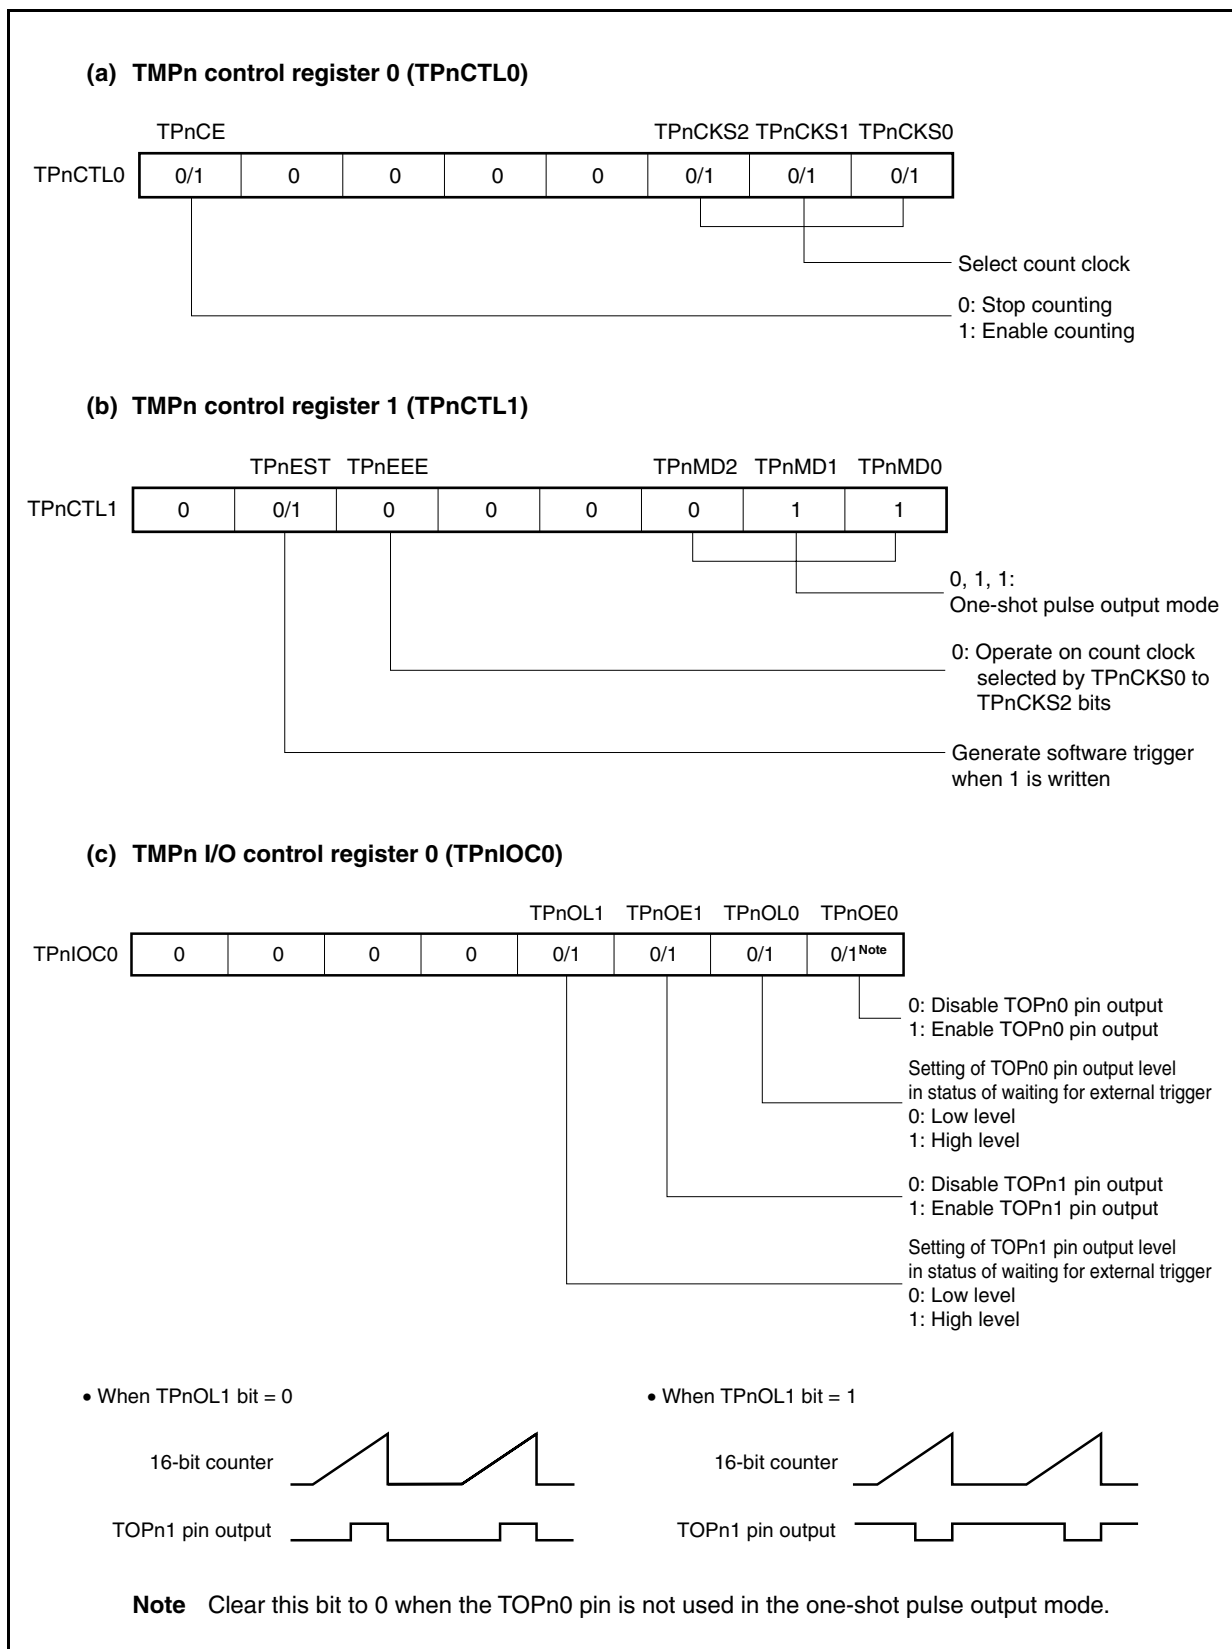 (a) TMPn control register 0 (TPnCTL0)
TPnCE TPnCKS2 TPnCKS1 TPnCKS0
TPnCTL0 0/1 0 0 0 0 0/1 0/1 0/1
Select count clock
0: Stop counting
1: Enable counting
(b) TMPn control register 1 (TPnCTL1)
TPnEST TPnEEE TPnMD2 TPnMD1 TPnMD0
TPnCTL1 0 0/1 0 0 0 0 1 1
0, 1, 1:
One-shot pulse output mode
0: Operate on count clock
selected by TPnCKS0 to
TPnCKS2 bits
Generate software trigger
when 1 is written
(c) TMPn I/O control register 0 (TPnIOC0)
TPnOL1 TPnOE1 TPnOL0 TPnOE0
TPnIOC0 0 0 0 0 0/1 0/1 0/1 0/1Note
0: Disable TOPn0 pin output
1: Enable TOPn0 pin output
Setting of TOPn0 pin output level
in status of waiting for external trigger
0: Low level
1: High level
0: Disable TOPn1 pin output
1: Enable TOPn1 pin output
Setting of TOPn1 pin output level
in status of waiting for external trigger
0: Low level
1: High level
• When TPnOL1 bit = 0
16-bit counter
TOPn1 pin output
• When TPnOL1 bit = 1
16-bit counter
TOPn1 pin output
Note Clear this bit to 0 when the TOPn0 pin is not used in the one-shot pulse output mode.